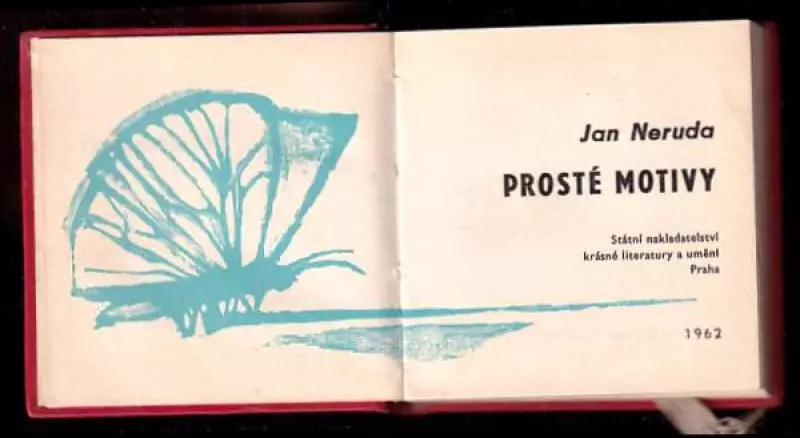 Jan Neruda
PROSTÉ MOTIVY
Státní nakladatelství
krásné literatury a umění
Praha
1962